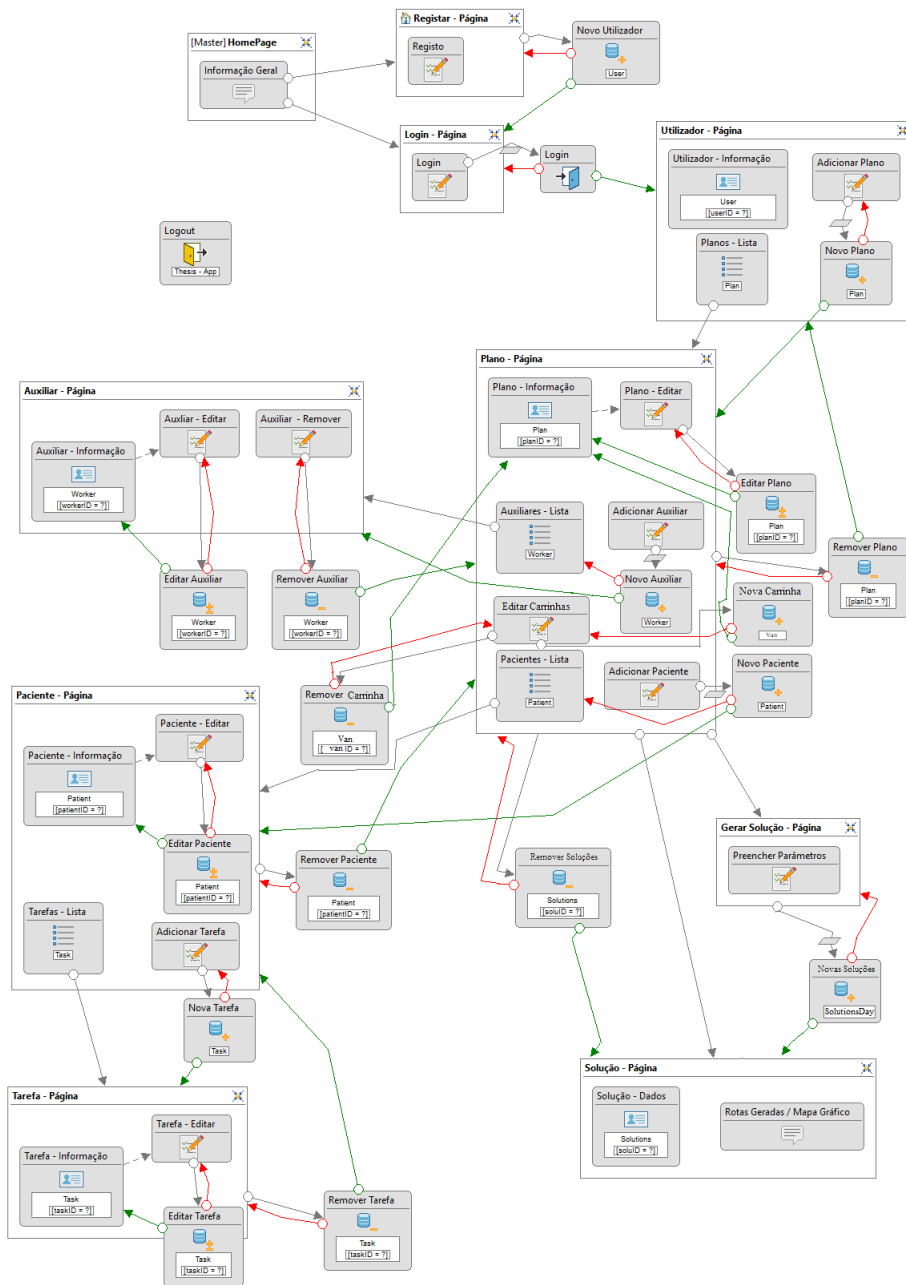 Registar - Página
Registo
Novo Utilizador
User
[Master] HomePage
Informação Geral
Login - Página
Login
Login
Utilizador - Página
Utilizador - Informação
User
[userID = ?]
Adicionar Plano
Planos - Lista
Plan
Novo Plano
Plan
Logout
Thesis - App
Plano - Página
Plano - Informação
Plan
[planID = ?]
Plano - Editar
Auxiliar - Página
Auxliar - Editar
Auxiliar - Remover
Auxiliar - Informação
Worker
[workerID = ?]
Editar Plano
Plan
[planID = ?]
Auxiliares - Lista
Worker
Adicionar Auxiliar
Remover Plano
Plan
[planID = ?]
Editar Auxiliar
Worker
[workerID = ?]
Remover Auxiliar
Worker
[workerID = ?]
Novo Auxiliar
Worker
Nova Carrinha
Van
Editar Carrinhas
Pacientes - Lista
Patient
Adicionar Paciente
Novo Paciente
Patient
Remover Carrinha
Van
[_vanID = ?]
Paciente - Página
Paciente - Editar
Paciente - Informação
Patient
[patientID = ?]
Editar Paciente
Patient
[patientID = ?]
Remover Paciente
Patient
[patientID = ?]
Remover Soluções
Solutions
[soluID = ?]
Gerar Solução - Página
Preencher Parâmetros
Tarefas - Lista
Task
Adicionar Tarefa
Novas Soluções
SolutionsDay
Nova Tarefa
Task
Solução - Página
Solução - Dados
Solutions
[soluID = ?]
Rotas Geradas / Mapa Gráfico
Tarefa - Página
Tarefa - Editar
Tarefa - Informação
Task
[taskID = ?]
Editar Tarefa
Task
[taskID = ?]
Remover Tarefa
Task
[taskID = ?]